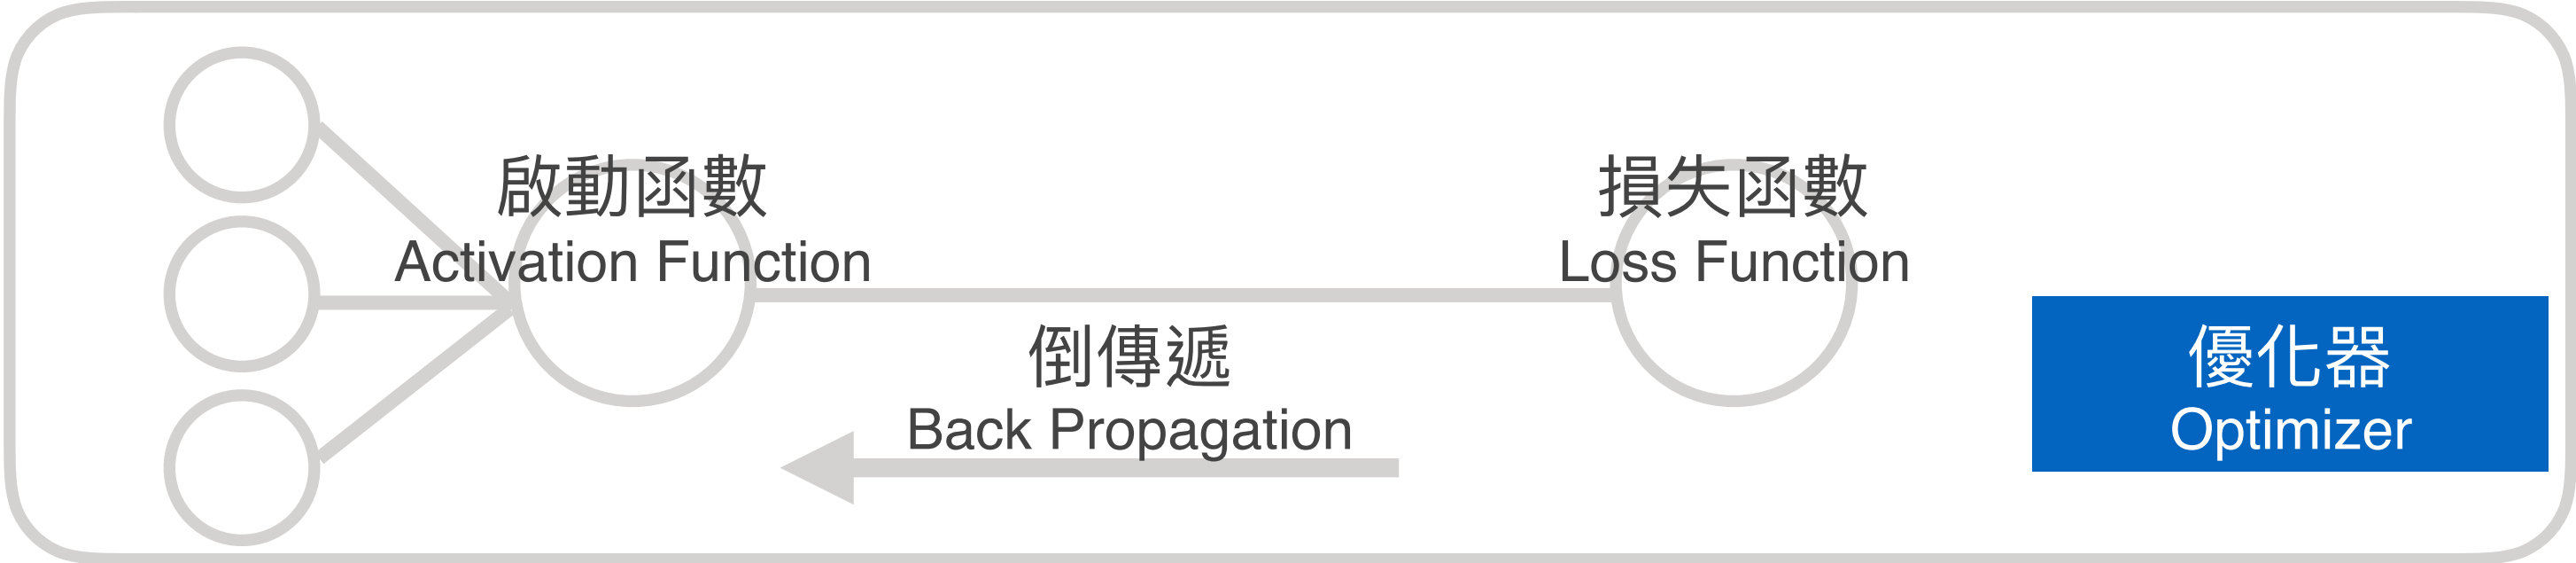 啟動函數
Activation Function
損失函數
Loss Function
倒傳遞
Back Propagation
優化器
Optimizer